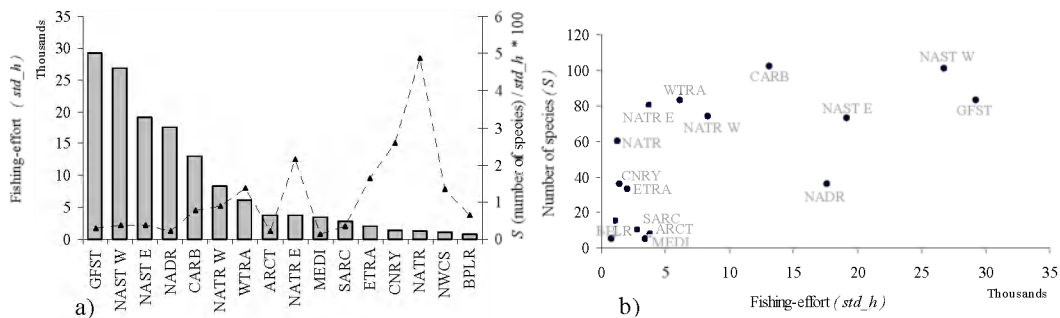 Fishing-effort ( std_h )
Thousands
35
30
25
20
15
10
5
0
6
5
4
3
2
1
0
S (number of species) / std_h * 100
GFST
NAST W
NAST E
NADR
CARB
NATR W
WTRA
ARCT
NATR E
MEDI
SARC
ETRA
CNRY
NATR
NWCS
BPLR
a)
Number of species ( S )
120
100
80
60
40
20
0
CARB
NAST W
WTRA
GFST
NATR E
NATR W
NAST E
NATR
CNRY
ETRA
NADR
SARC
BPLR
ARCT
MEDI
0
5
10
15
20
25
30
35
Thousands
Fishing-effort ( std_h )
b)